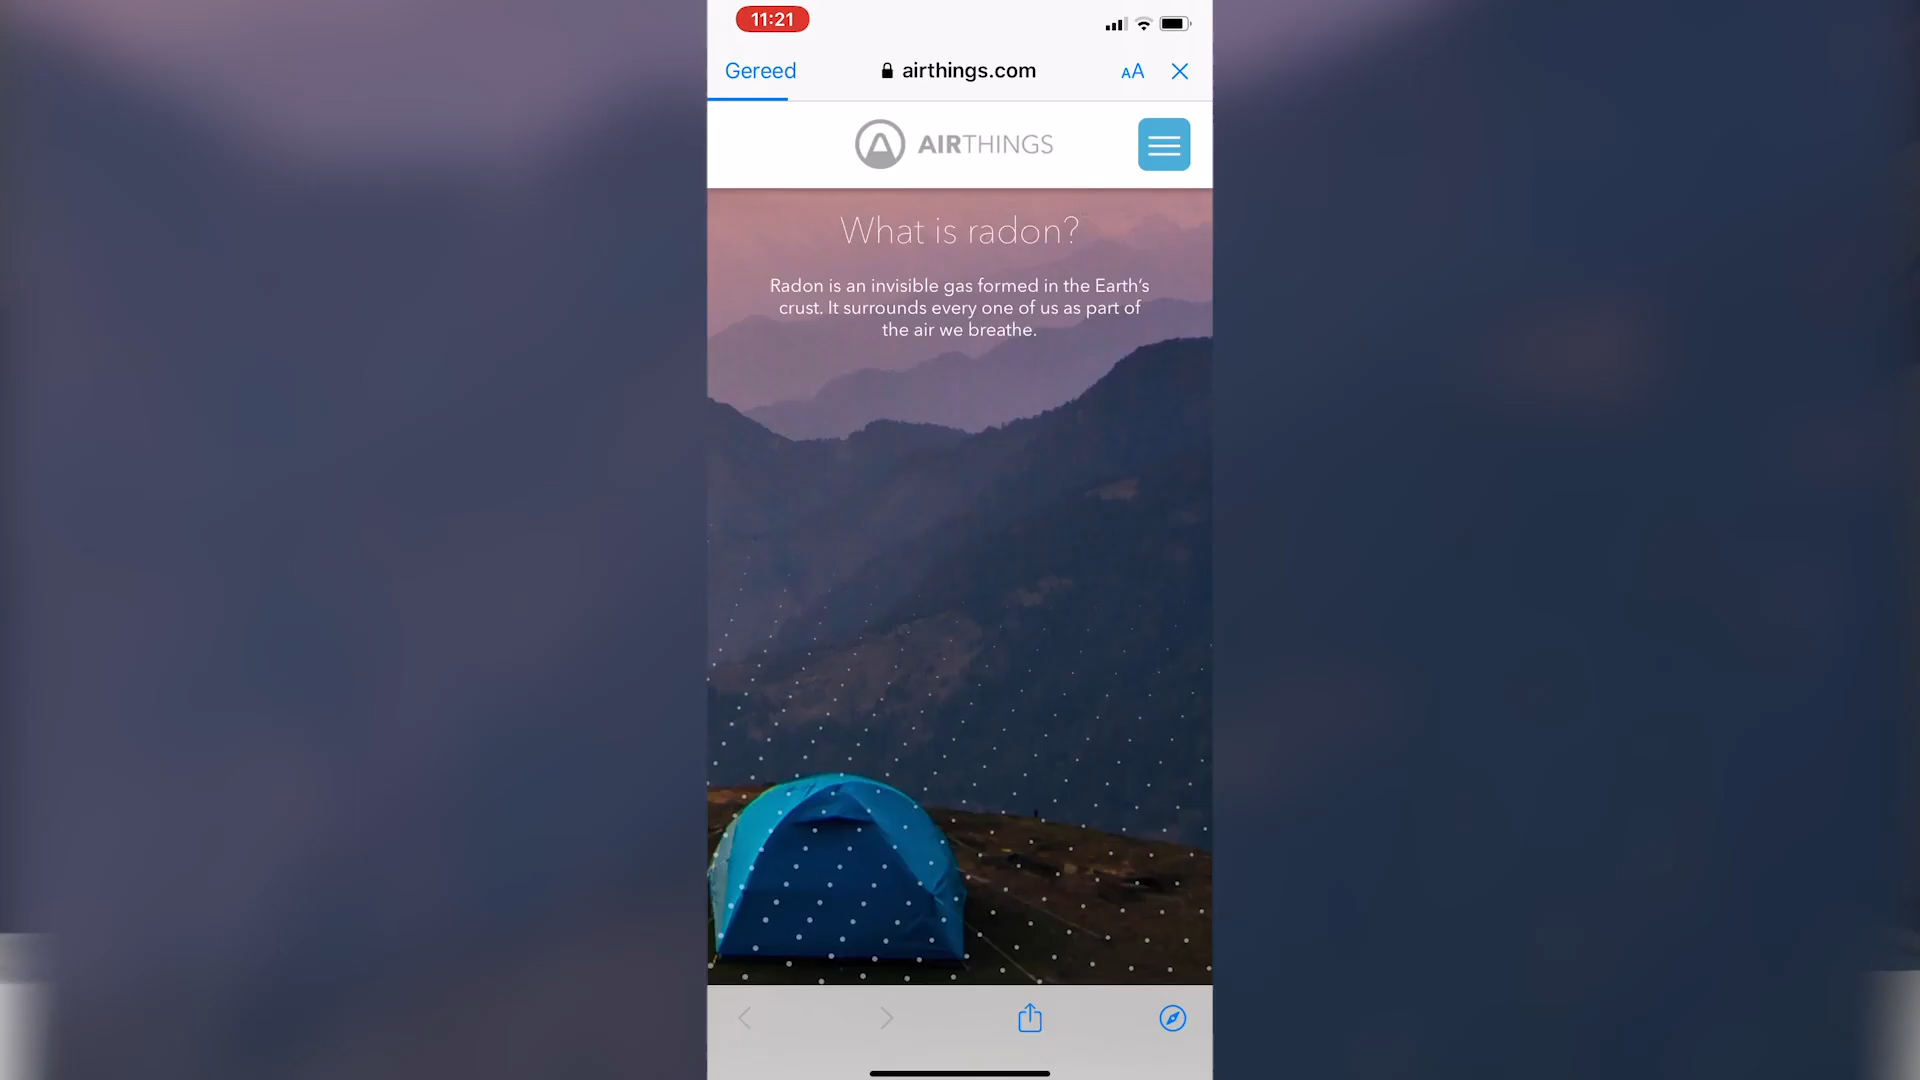 11:21
Gereed
airthings.com
AA
AIRTHINGS
What is radon?
Radon is an invisible gas formed in the Earth’s
crust. It surrounds every one of us as part of
the air we breathe.